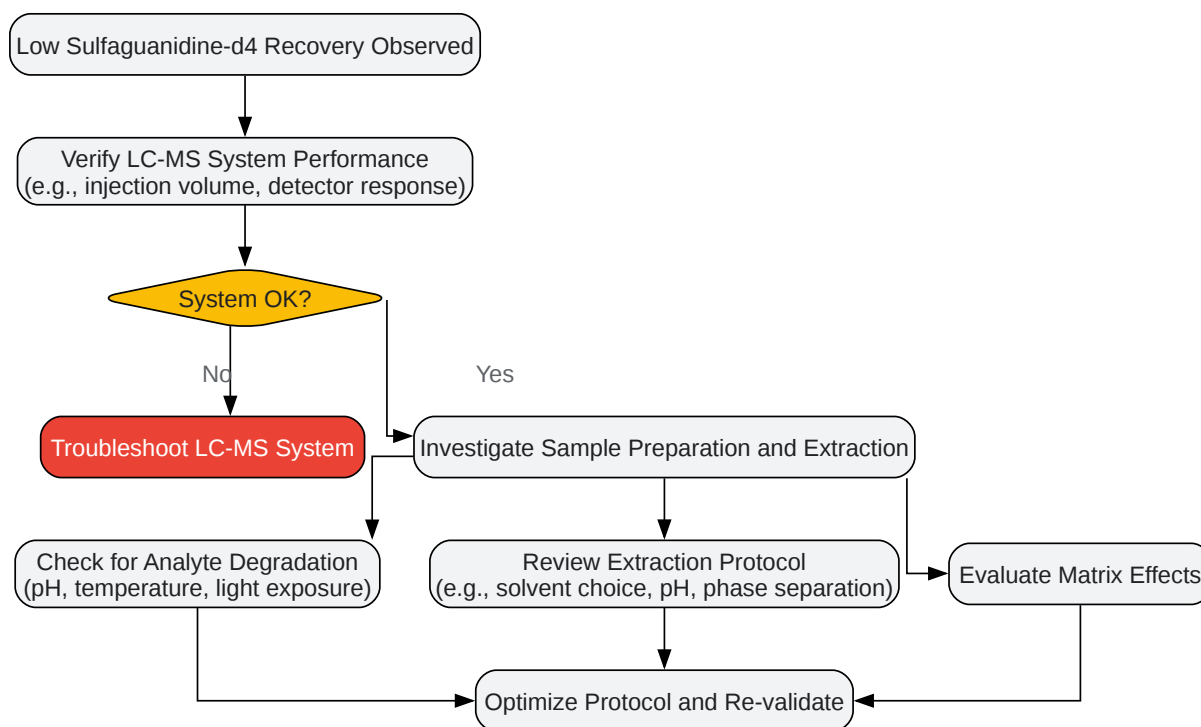 Low Sulfaguanidine-d4 Recovery Observed
Verify LC-MS System Performance
(e.g., injection volume, detector response)
System OK?
No
Yes
Troubleshoot LC-MS System
Investigate Sample Preparation and Extraction
Check for Analyte Degradation
(pH, temperature, light exposure)
Review Extraction Protocol
(e.g., solvent choice, pH, phase separation)
Evaluate Matrix Effects
Optimize Protocol and Re-validate